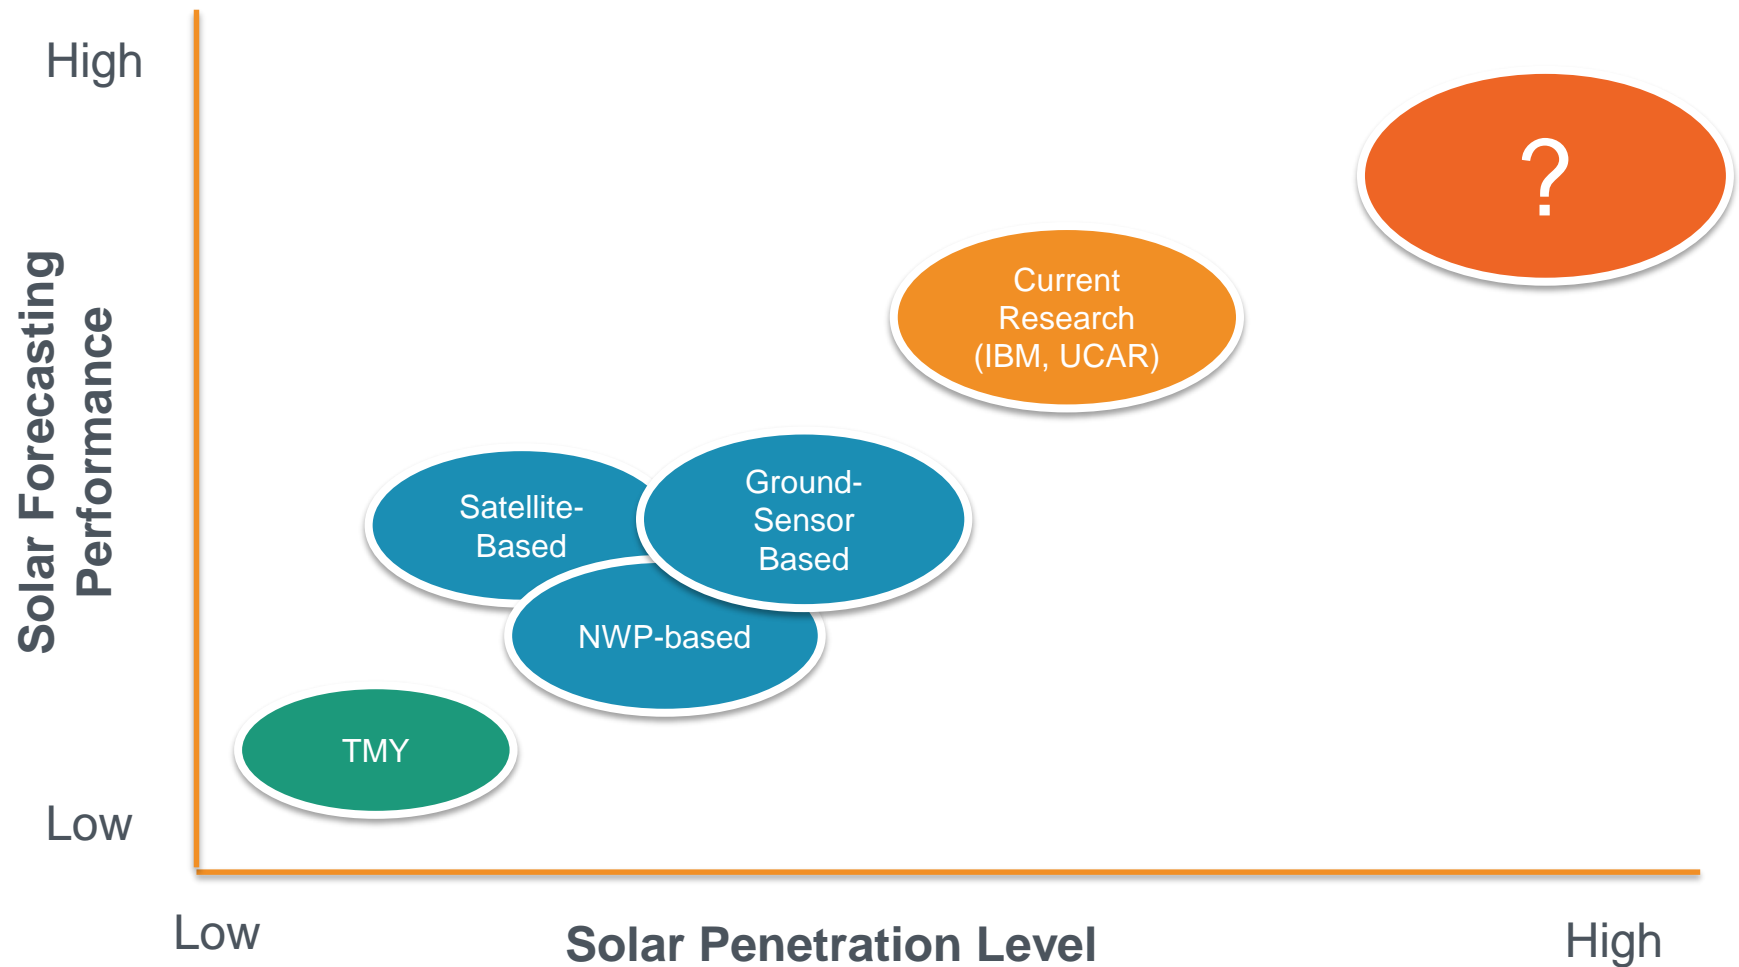 High
?
Current
Research
(IBM, UCAR)
Solar Forecasting
Performance
Satellite-
Based
Ground-
Sensor
Based
NWP-based
TMY
Low
Low
Solar Penetration Level
High